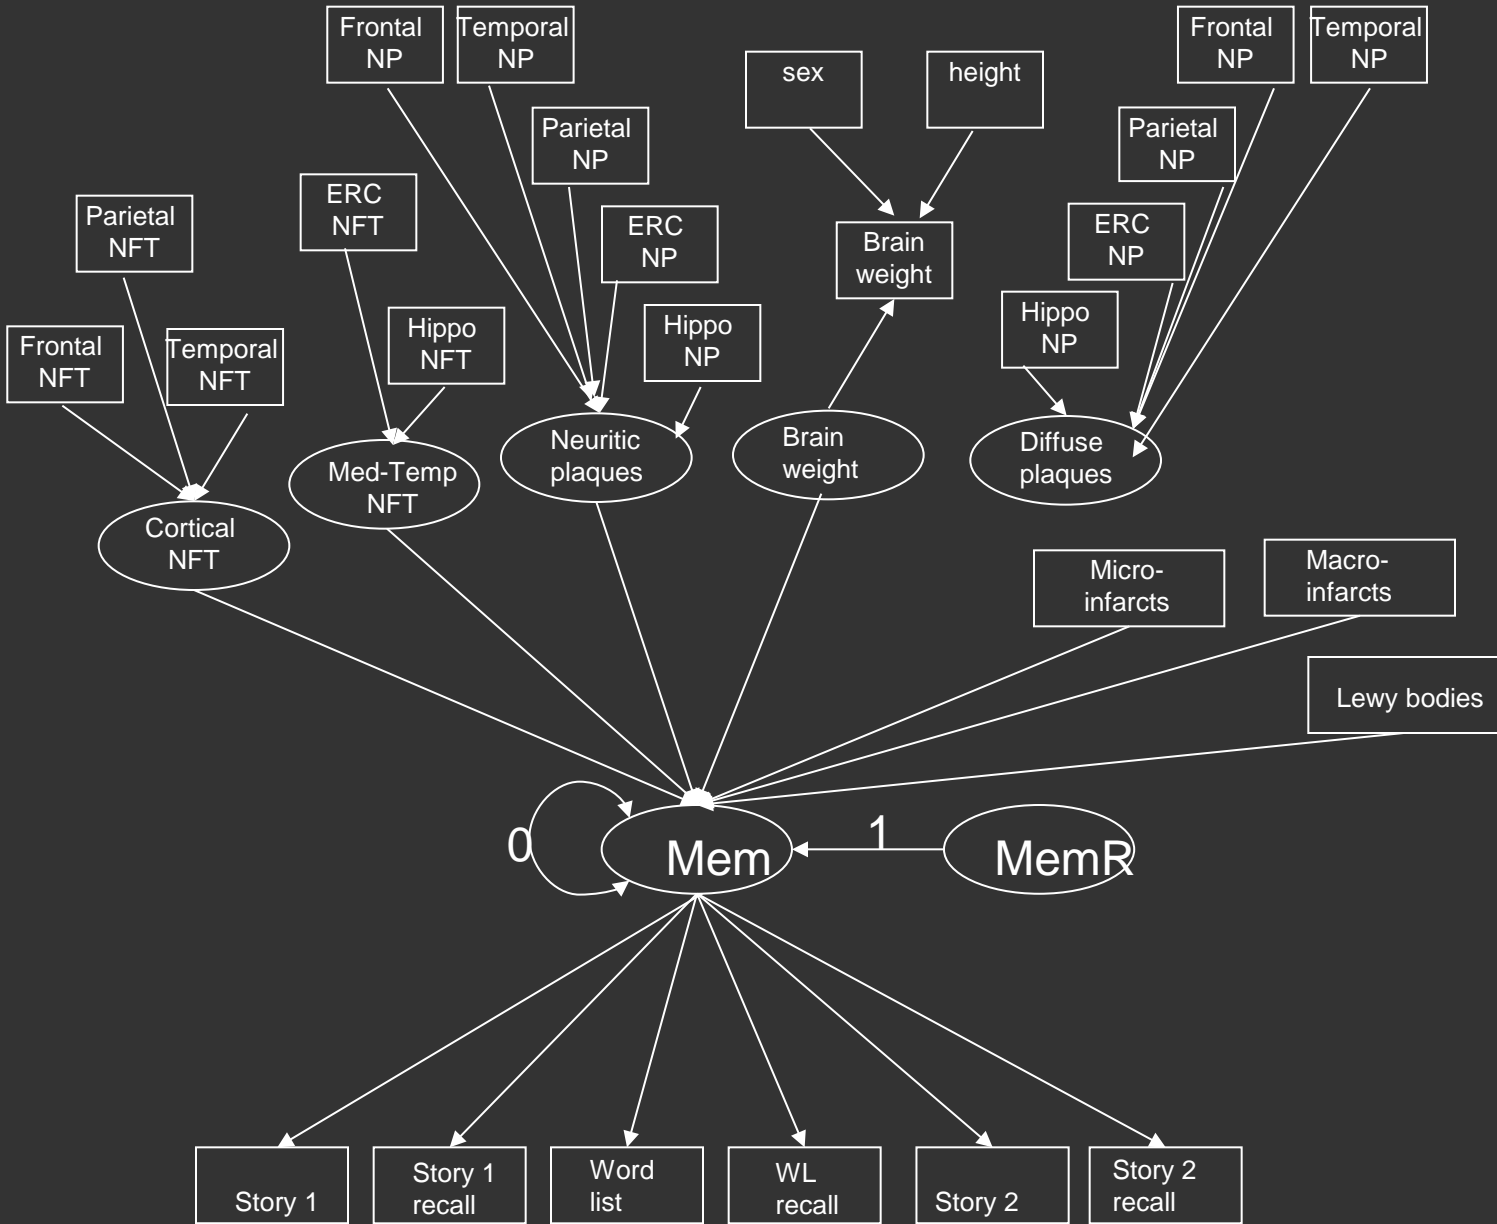 Frontal
NP
Temporal
NP
Frontal
NP
Temporal
NP
sex
height
Parietal
NP
Parietal
NP
ERC
NFT
Parietal
NFT
ERC
NP
ERC
NP
Brain
weight
Hippo
NFT
Hippo
NP
Hippo
NP
Frontal
NFT
Temporal
NFT
Neuritic
plaques
Brain
weight
Diffuse
plaques
Med-Temp
NFT
Cortical
NFT
Micro-
infarcts
Macro-
infarcts
Lewy bodies
0
Mem
1
MemR
Story 1
Story 1
recall
Word
list
WL
recall
Story 2
Story 2
recall